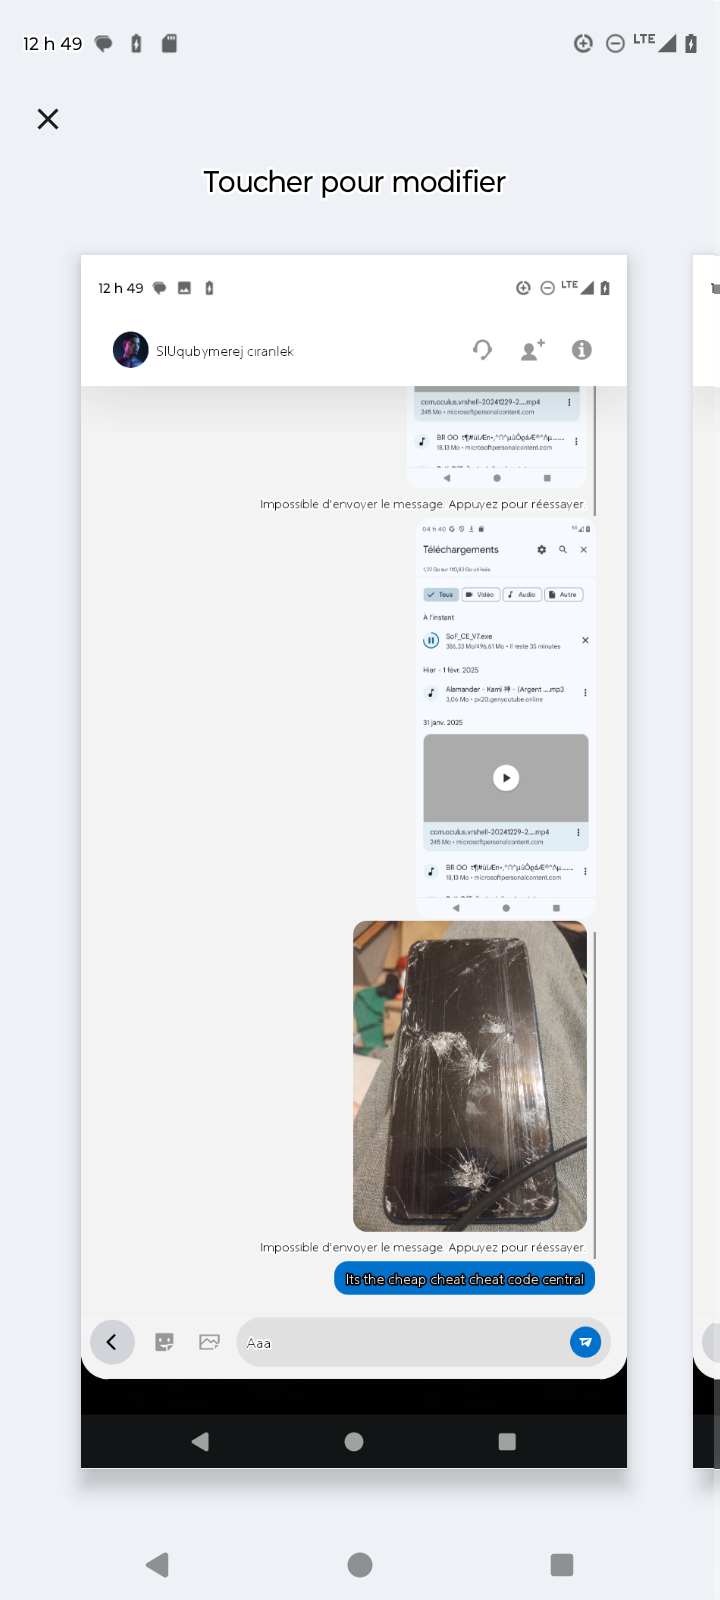 12 h 49
LTE
Toucher pour modifier
12 h 49
LTE
SIUqubymerej cıranlek
com.oculus.vrshell-20241229-2....mp4
245 Mo • microsoftpersonalcontent.com
BR OO
18,13 Mo • microsoftpersonalcontent.com
Impossible d'envoyer le message. Appuyez pour réessayer.
04 h 40
Téléchargements
Tous
Vidéo
Audio
Autre
À l'instant
SoF_CE_V7.exe
386,33 Mo/496,61 Mo • Il reste 35 minutes
Hier - 1 févr. 2025
Alamander - Kami 神 - (Argent ....mp3
3,06 Mo • px20.genyoutube.online
31 janv. 2025
com.oculus.vrshell-20241229-2....mp4
245 Mo • microsoftpersonalcontent.com
BR OO
18,13 Mo • microsoftpersonalcontent.com
Impossible d'envoyer le message. Appuyez pour réessayer.
Its the cheap cheat cheat code central
Aaa